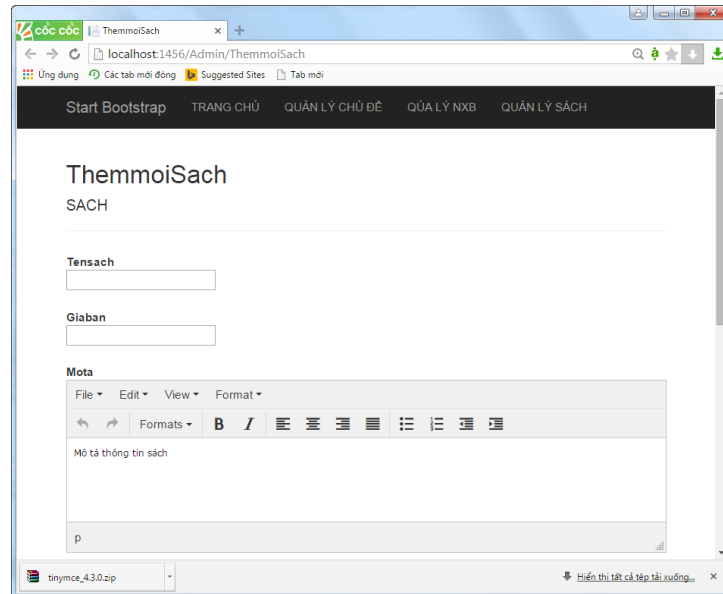 cốc cốc ThemmoiSach
localhost:1456/Admin/ThemmoiSach
Ứng dụng Các tab mới đóng Suggested Sites Tab mới
Start Bootstrap TRANG CHỦ QUẢN LÝ CHỦ ĐỀ QỦA LÝ NXB QUẢN LÝ SÁCH
ThemmoiSach
SACH
Tensach
Giaban
Mota
File Edit View Format
Formats B I
Mô tả thông tin sách
p
tinymce_4.3.0.zip Hiển thị tất cả tệp tải xuống...